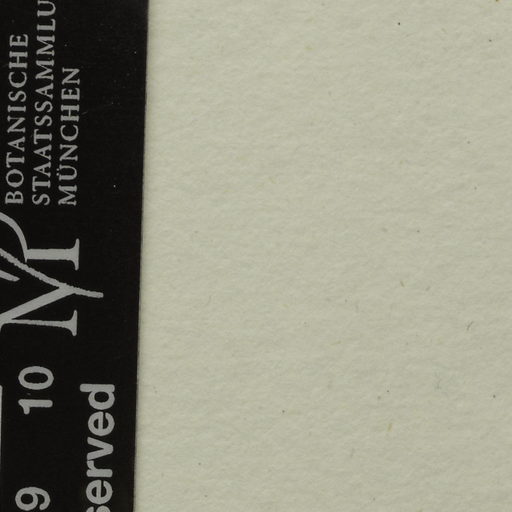 BOTANISCHE
STAATSSAMMLU
MÜNCHEN
M
9 10
served